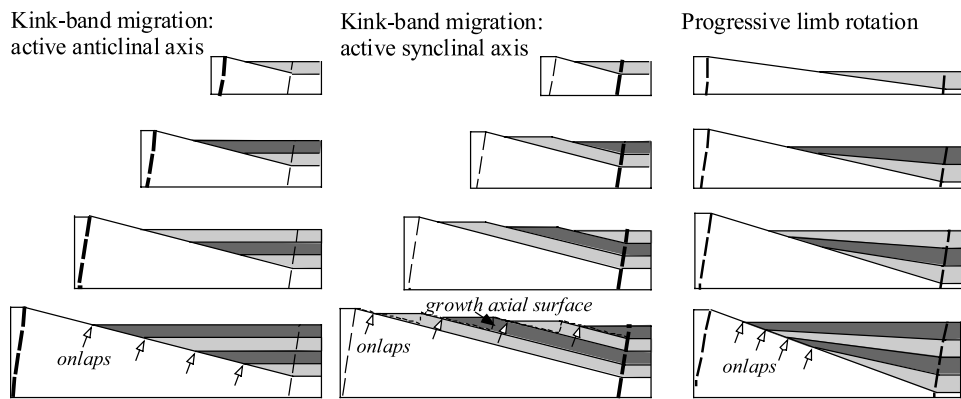 Kink-band migration:
active anticlinal axis
Kink-band migration:
active synclinal axis
Progressive limb rotation
growth axial surface
onlaps
onlaps
onlaps